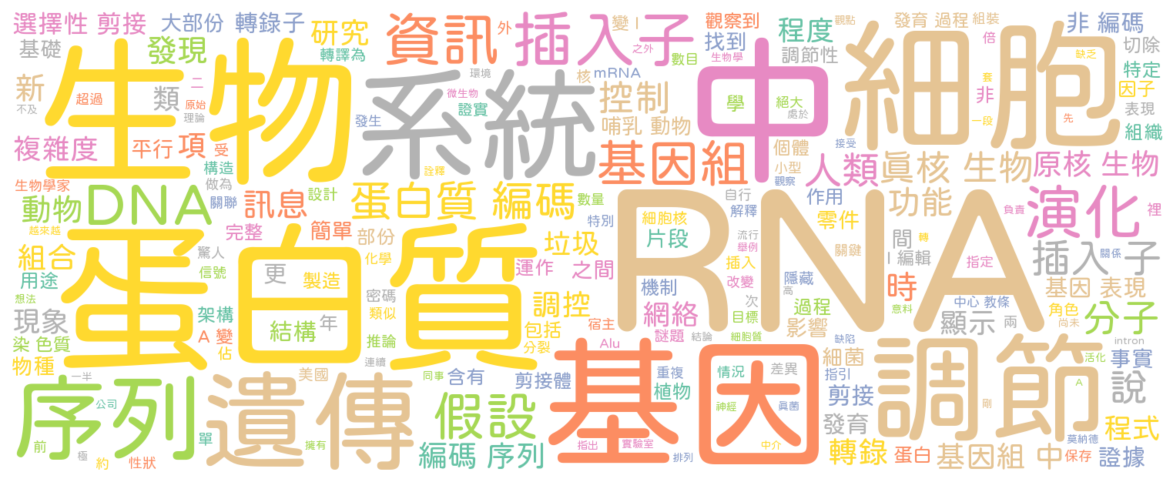 選擇性 剪接 大部份 轉錄子 研究 資訊 外 插入子 變 I 觀察到 程度 觀點 發育 過程 組裝 非 編碼
基礎 發現 轉譯為 之外 找到 數目 生物學 調節性 倍 缺乏 切除
新 超過 類 二 生物 系統 環境 核 mRNA 中 細胞 套 非 特定
不及 原始 理論 微生物 證實 控制 學 絕大 處於 活化 因子 表現
複雜度 平行 項 受 發生 哺乳 動物 個體 一段 先 組織
構造 詮釋 基因組 小型 人類 接受 真核 生物 原核 生物
生物學家 做為 觀察
動物 DNA 關聯 訊息 設計 蛋白質 編碼 數量 自行 作用 功能 負責 演化 裡
越來越 驚人 完整 簡單 部份 特別 細胞核 解釋 零件
組合 信號 化學 垃圾 片段 流行 舉例 關鍵 間 轉 插入 子
用途 蛋白質 更 製造 運作 之間 插入 RNA I 編輯 指定 關係
想法 密碼 機制 改變 隱藏 高 基因 表現
現象 架構 結構 年 類似 調控 網絡 次 目標 過程 中心 教條 角色 分子
染 色質 A 變 推論 包括 宿主 謎題 結論 細胞質 影響 缺陷 顯示 意料 兩 尚未
物種 佔 連續 分裂 Alu intron
一半 美國 同事 含有 剪接體 重複 情況 差異 細菌 指引 事實
序列 公司 遺傳 假設 基因 植物 神經 真菌 剪接 調節 A 說
前 單 擁有 指出 實驗室 中介 發育 剛 莫納德 程式
極 約 性狀 編碼 序列 排列 轉錄 蛋白 基因組 中 保存 證據